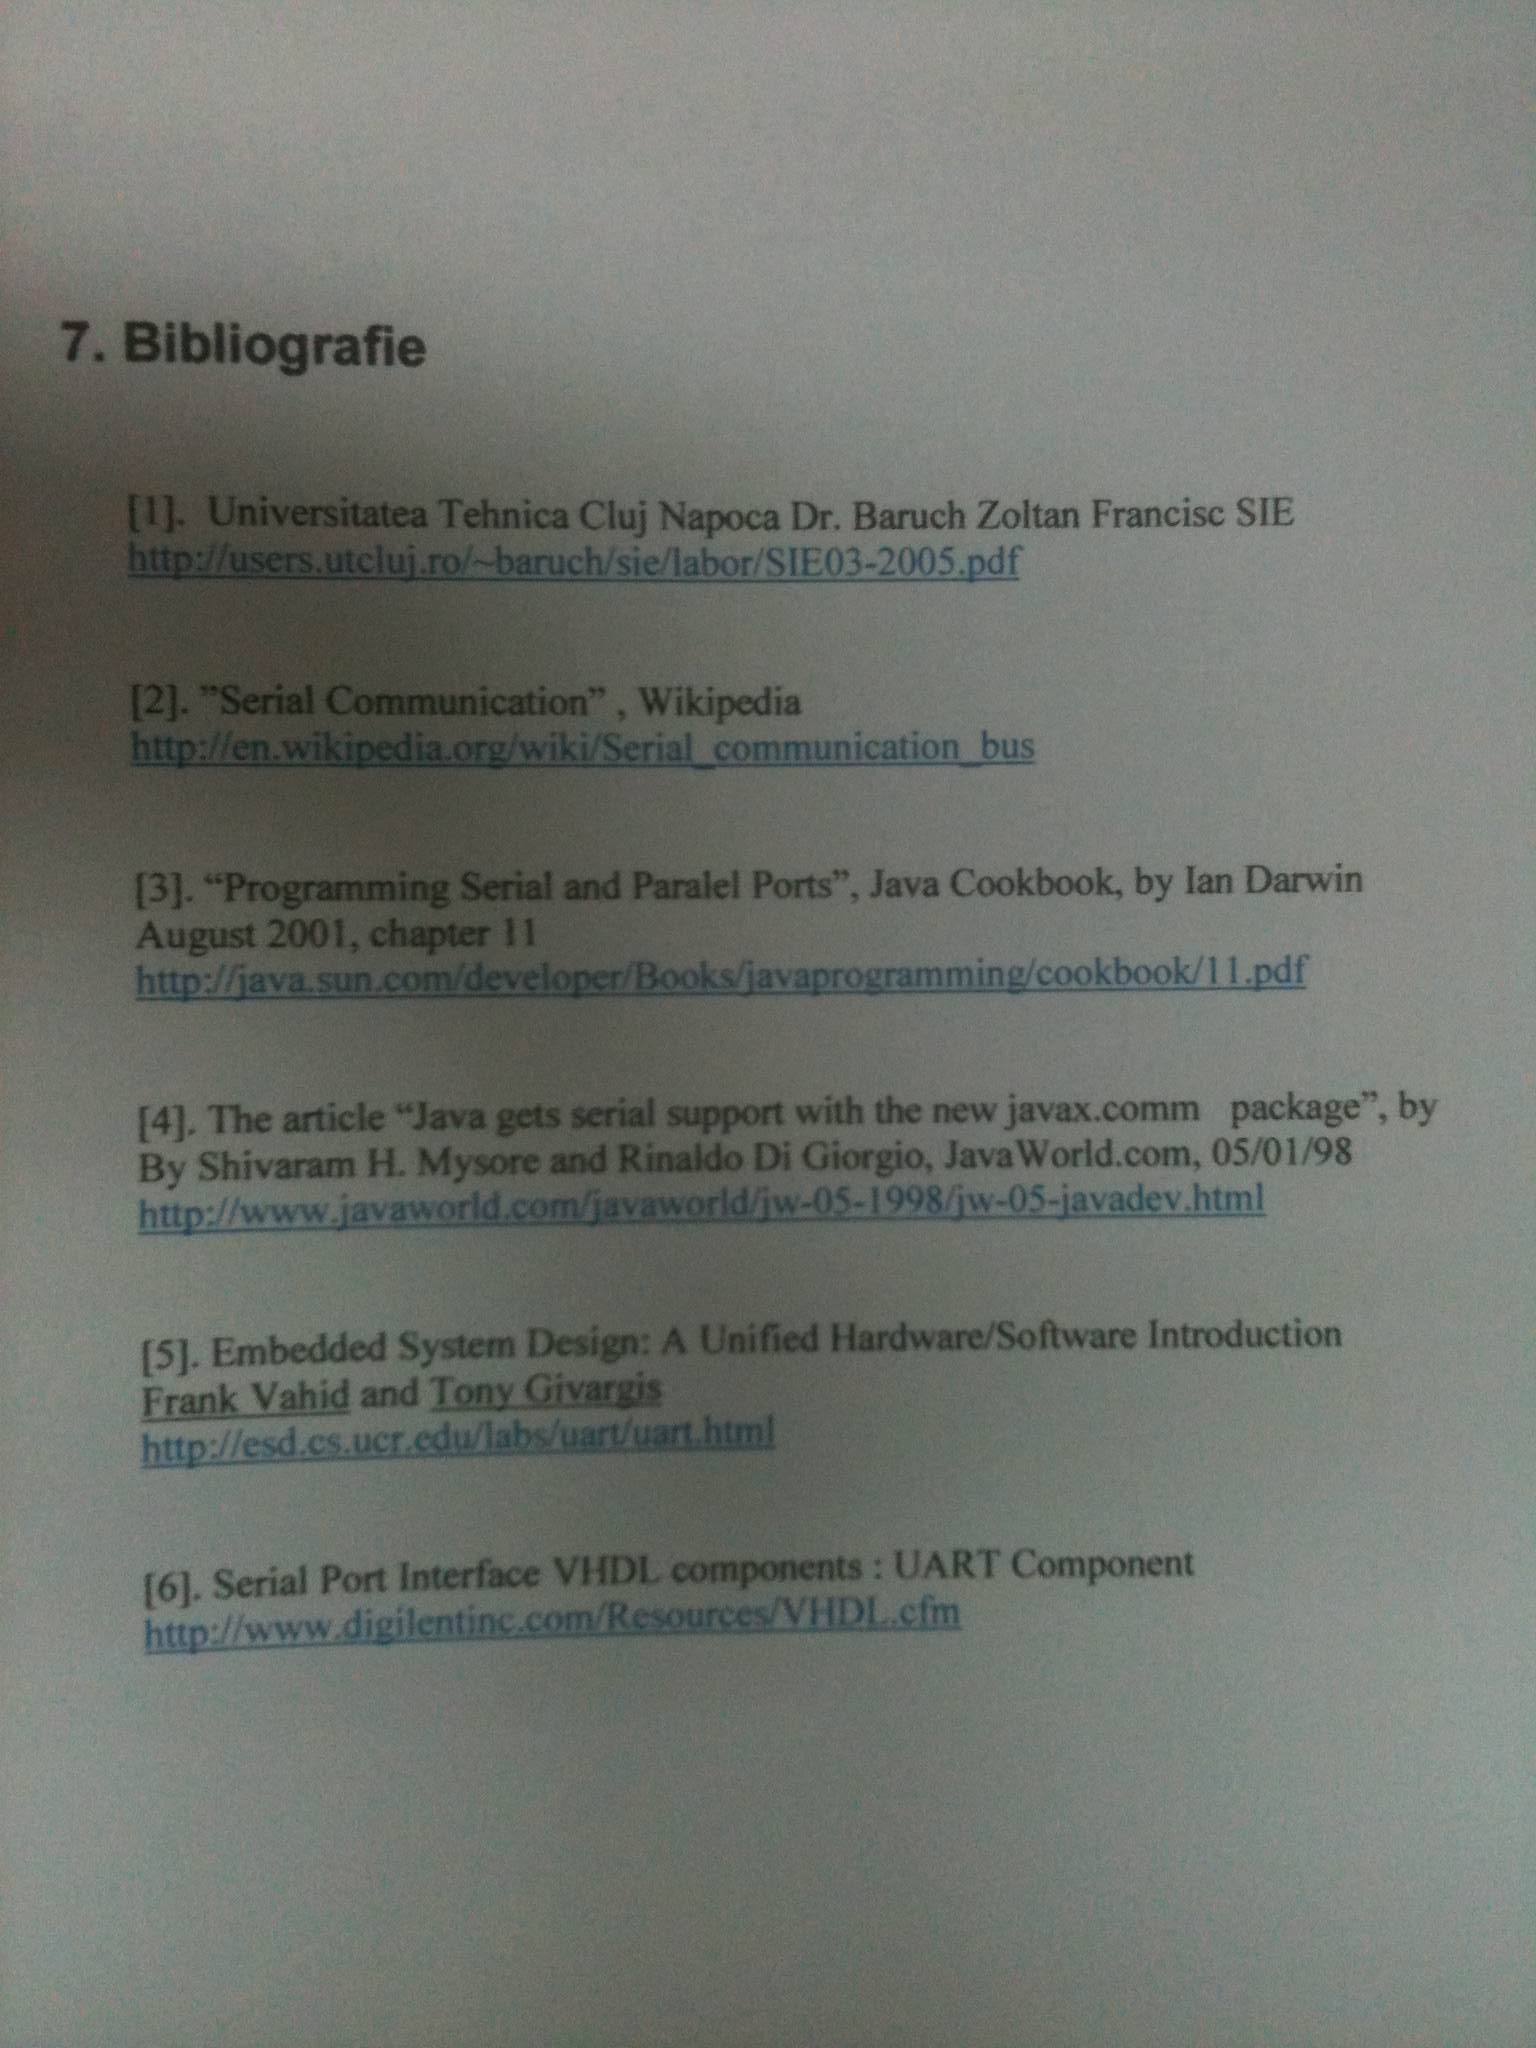 7. Bibliografie
[1]. Universitatea Tehnica Cluj Napoca Dr. Baruch Zoltan Francisc SIE
http://users.utcluj.ro/~baruch/sie/labor/SIE03-2005.pdf
[2]. ”Serial Communication” , Wikipedia
http://en.wikipedia.org/wiki/Serial_communication_bus
[3]. “Programming Serial and Paralel Ports”, Java Cookbook, by Ian Darwin
August 2001, chapter 11
http://java.sun.com/developer/Books/javaprogramming/cookbook/11.pdf
[4]. The article “Java gets serial support with the new javax.comm package”, by
By Shivaram H. Mysore and Rinaldo Di Giorgio, JavaWorld.com, 05/01/98
http://www.javaworld.com/javaworld/jw-05-1998/jw-05-javadev.html
[5]. Embedded System Design: A Unified Hardware/Software Introduction
Frank Vahid and Tony Givargis
http://esd.cs.ucr.edu/labs/uart/uart.html
[6]. Serial Port Interface VHDL components : UART Component
http://www.digilentinc.com/Resources/VHDL.cfm